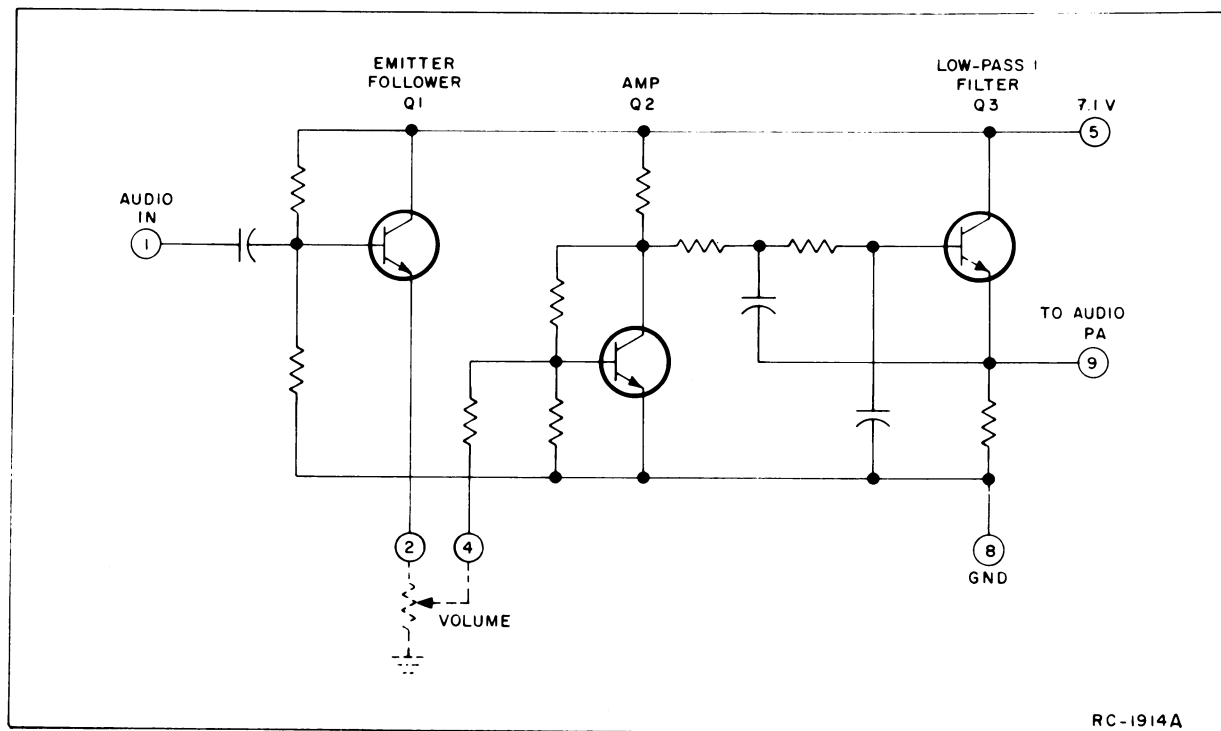 EMITTER
FOLLOWER
Q1
AMP
Q2
LOW-PASS
FILTER
Q3
7.1 V
5
AUDIO
IN
1
TO AUDIO
PA
9
2
4
VOLUME
8
GND
RC-1914A